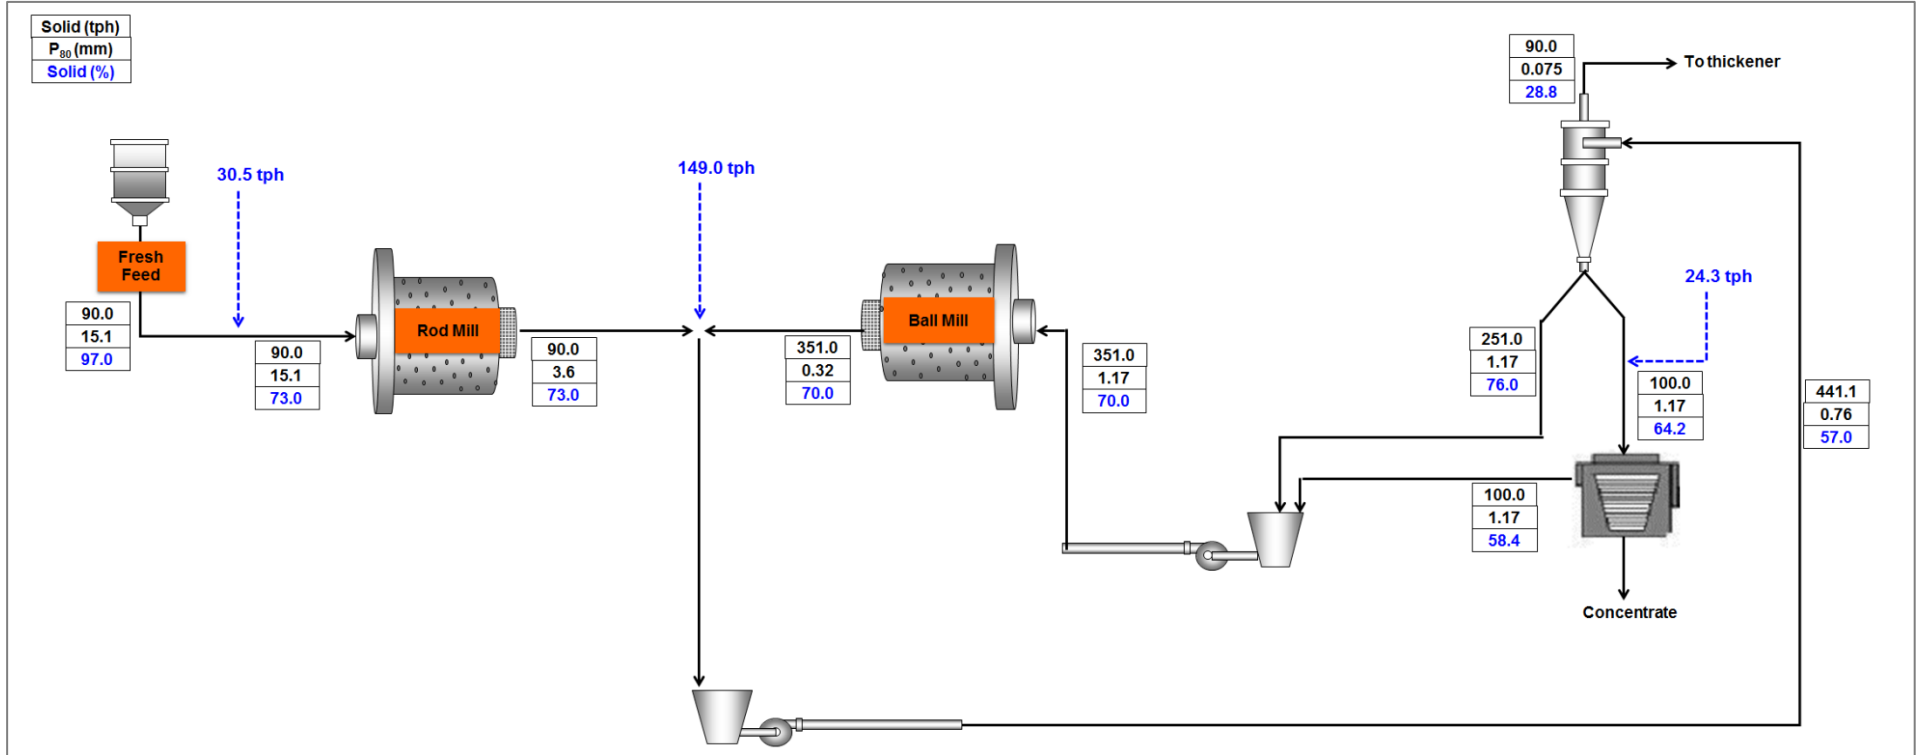 Solid (tph)
P80 (mm)
Solid (%)
90.0
0.075
28.8
To thickener
30.5 tph
149.0 tph
Fresh
Feed
90.0
15.1
97.0
90.0
15.1
73.0
Rod Mill
90.0
3.6
73.0
351.0
0.32
70.0
Ball Mill
351.0
1.17
70.0
24.3 tph
251.0
1.17
76.0
100.0
1.17
64.2
441.1
0.76
57.0
100.0
1.17
58.4
Concentrate